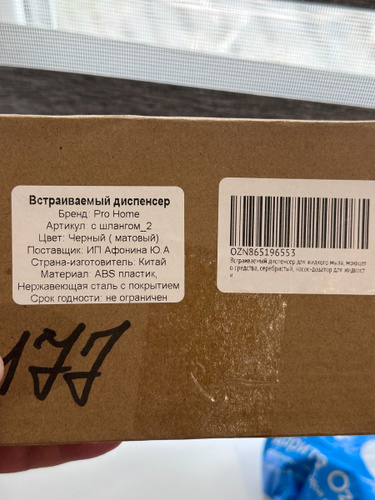 Встраиваемый диспенсер
Бренд: Pro Home
Артикул: с шлангом_2
Цвет: Черный ( матовый)
Поставщик: ИП Афонина Ю А
Страна-изготовитель: Китай
Материал: ABS пластик,
Нержавеющая сталь с покрытием
Срок годности: не ограничен
OZN865196553
Встраиваемый диспенсер для жидкого мыла, моющег
о средства, серебристый, насос-дозатор для жидкост
и
177